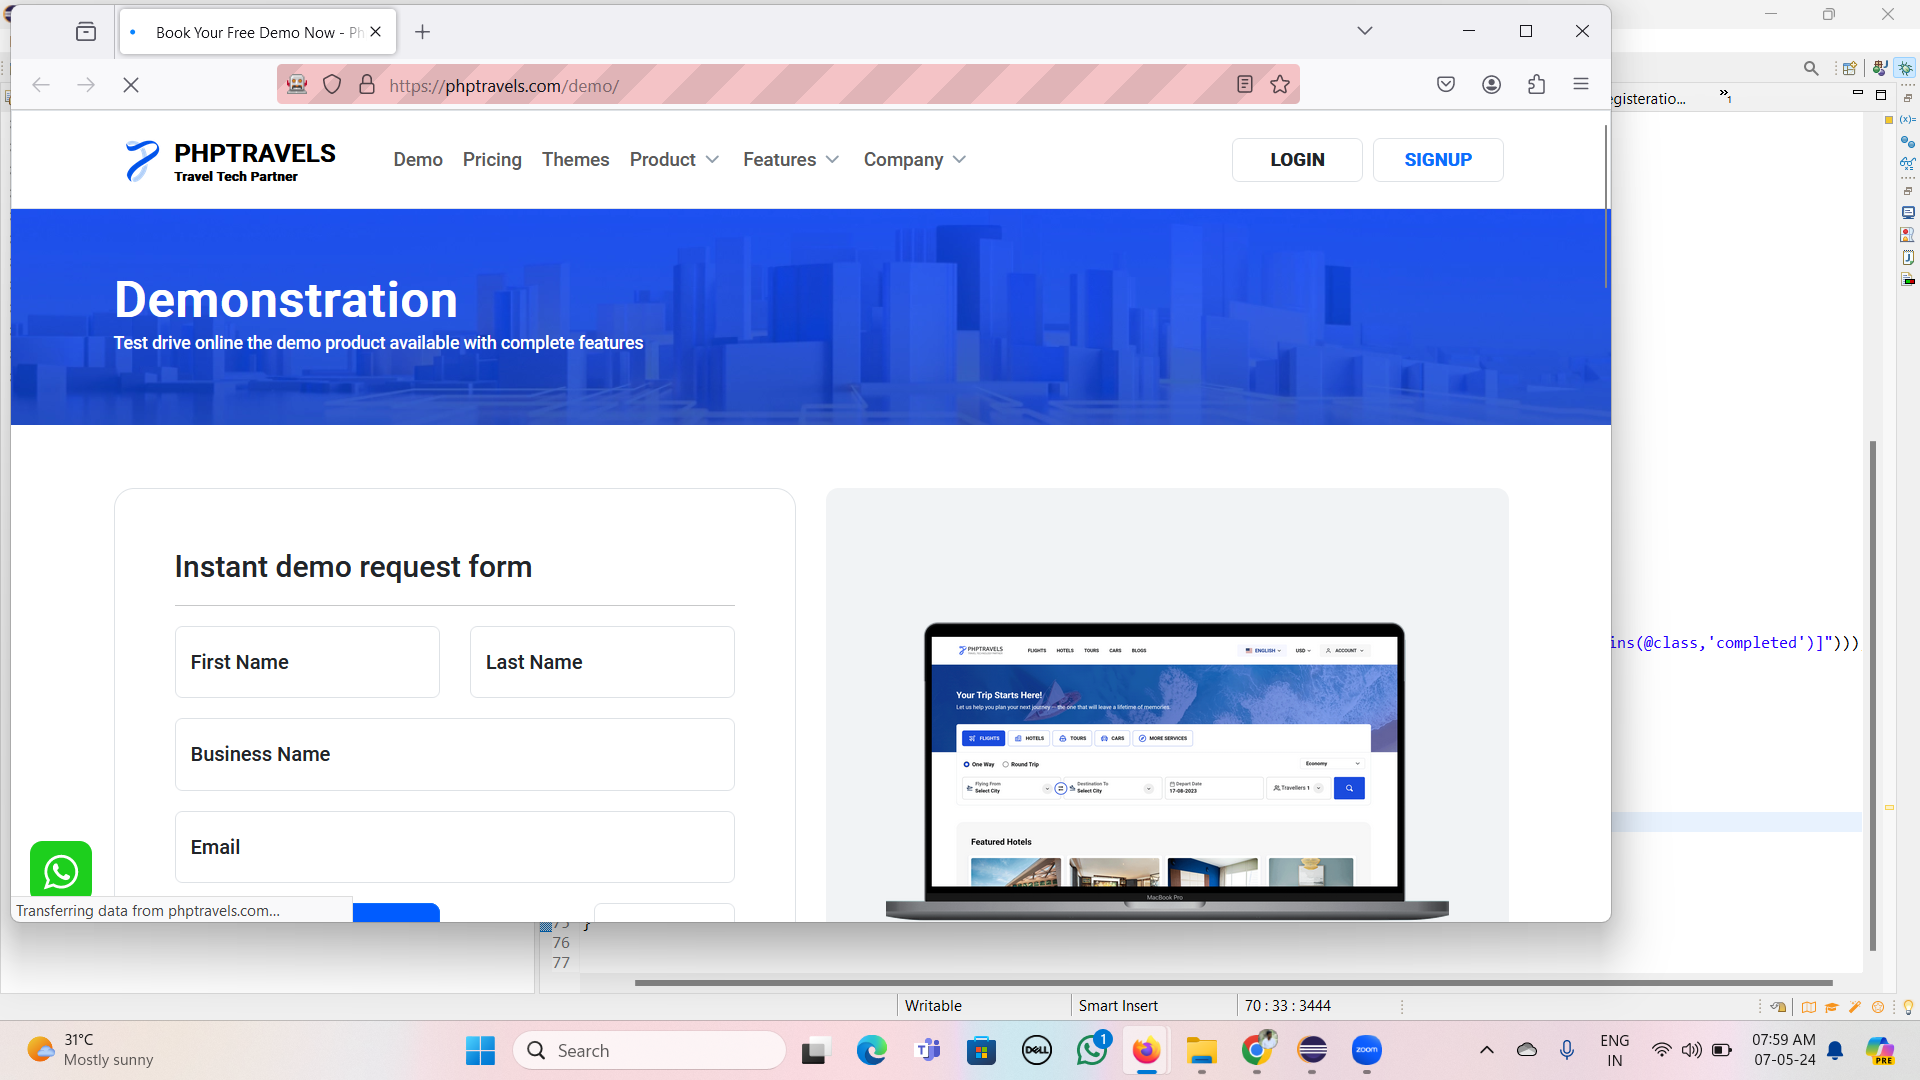 Book Your Free Demo Now - Ph
https://phptravels.com/demo/
egisteratio...
PHPTRAVELS
Travel Tech Partner
Demo
Pricing
Themes
Product
Features
Company
LOGIN
SIGNUP
Demonstration
Test drive online the demo product available with complete features
Instant demo request form
First Name
Last Name
Business Name
Email
PHPTRAVELS
FLIGHTS
HOTELS
TOURS
CARS
BLOGS
ENGLISH
USD
ACCOUNT
Your Trip Starts Here!
Let us help you plan your next journey – the one that will leave a lifetime of memories
FLIGHTS
HOTELS
TOURS
CARS
MORE SERVICES
One Way
Round Trip
Economy
Flying From
Select City
Destination To
Select City
Depart Date
17-08-2023
Travellers 1
Featured Hotels
MacBook Pro
ins(@class,'completed')]")))
Transferring data from phptravels.com...
75 }
76
77
Writable
Smart Insert
70 : 33 : 3444
31°C
Mostly sunny
Search
DELL
1
zoom
ENG
IN
07:59 AM
07-05-24
PRE